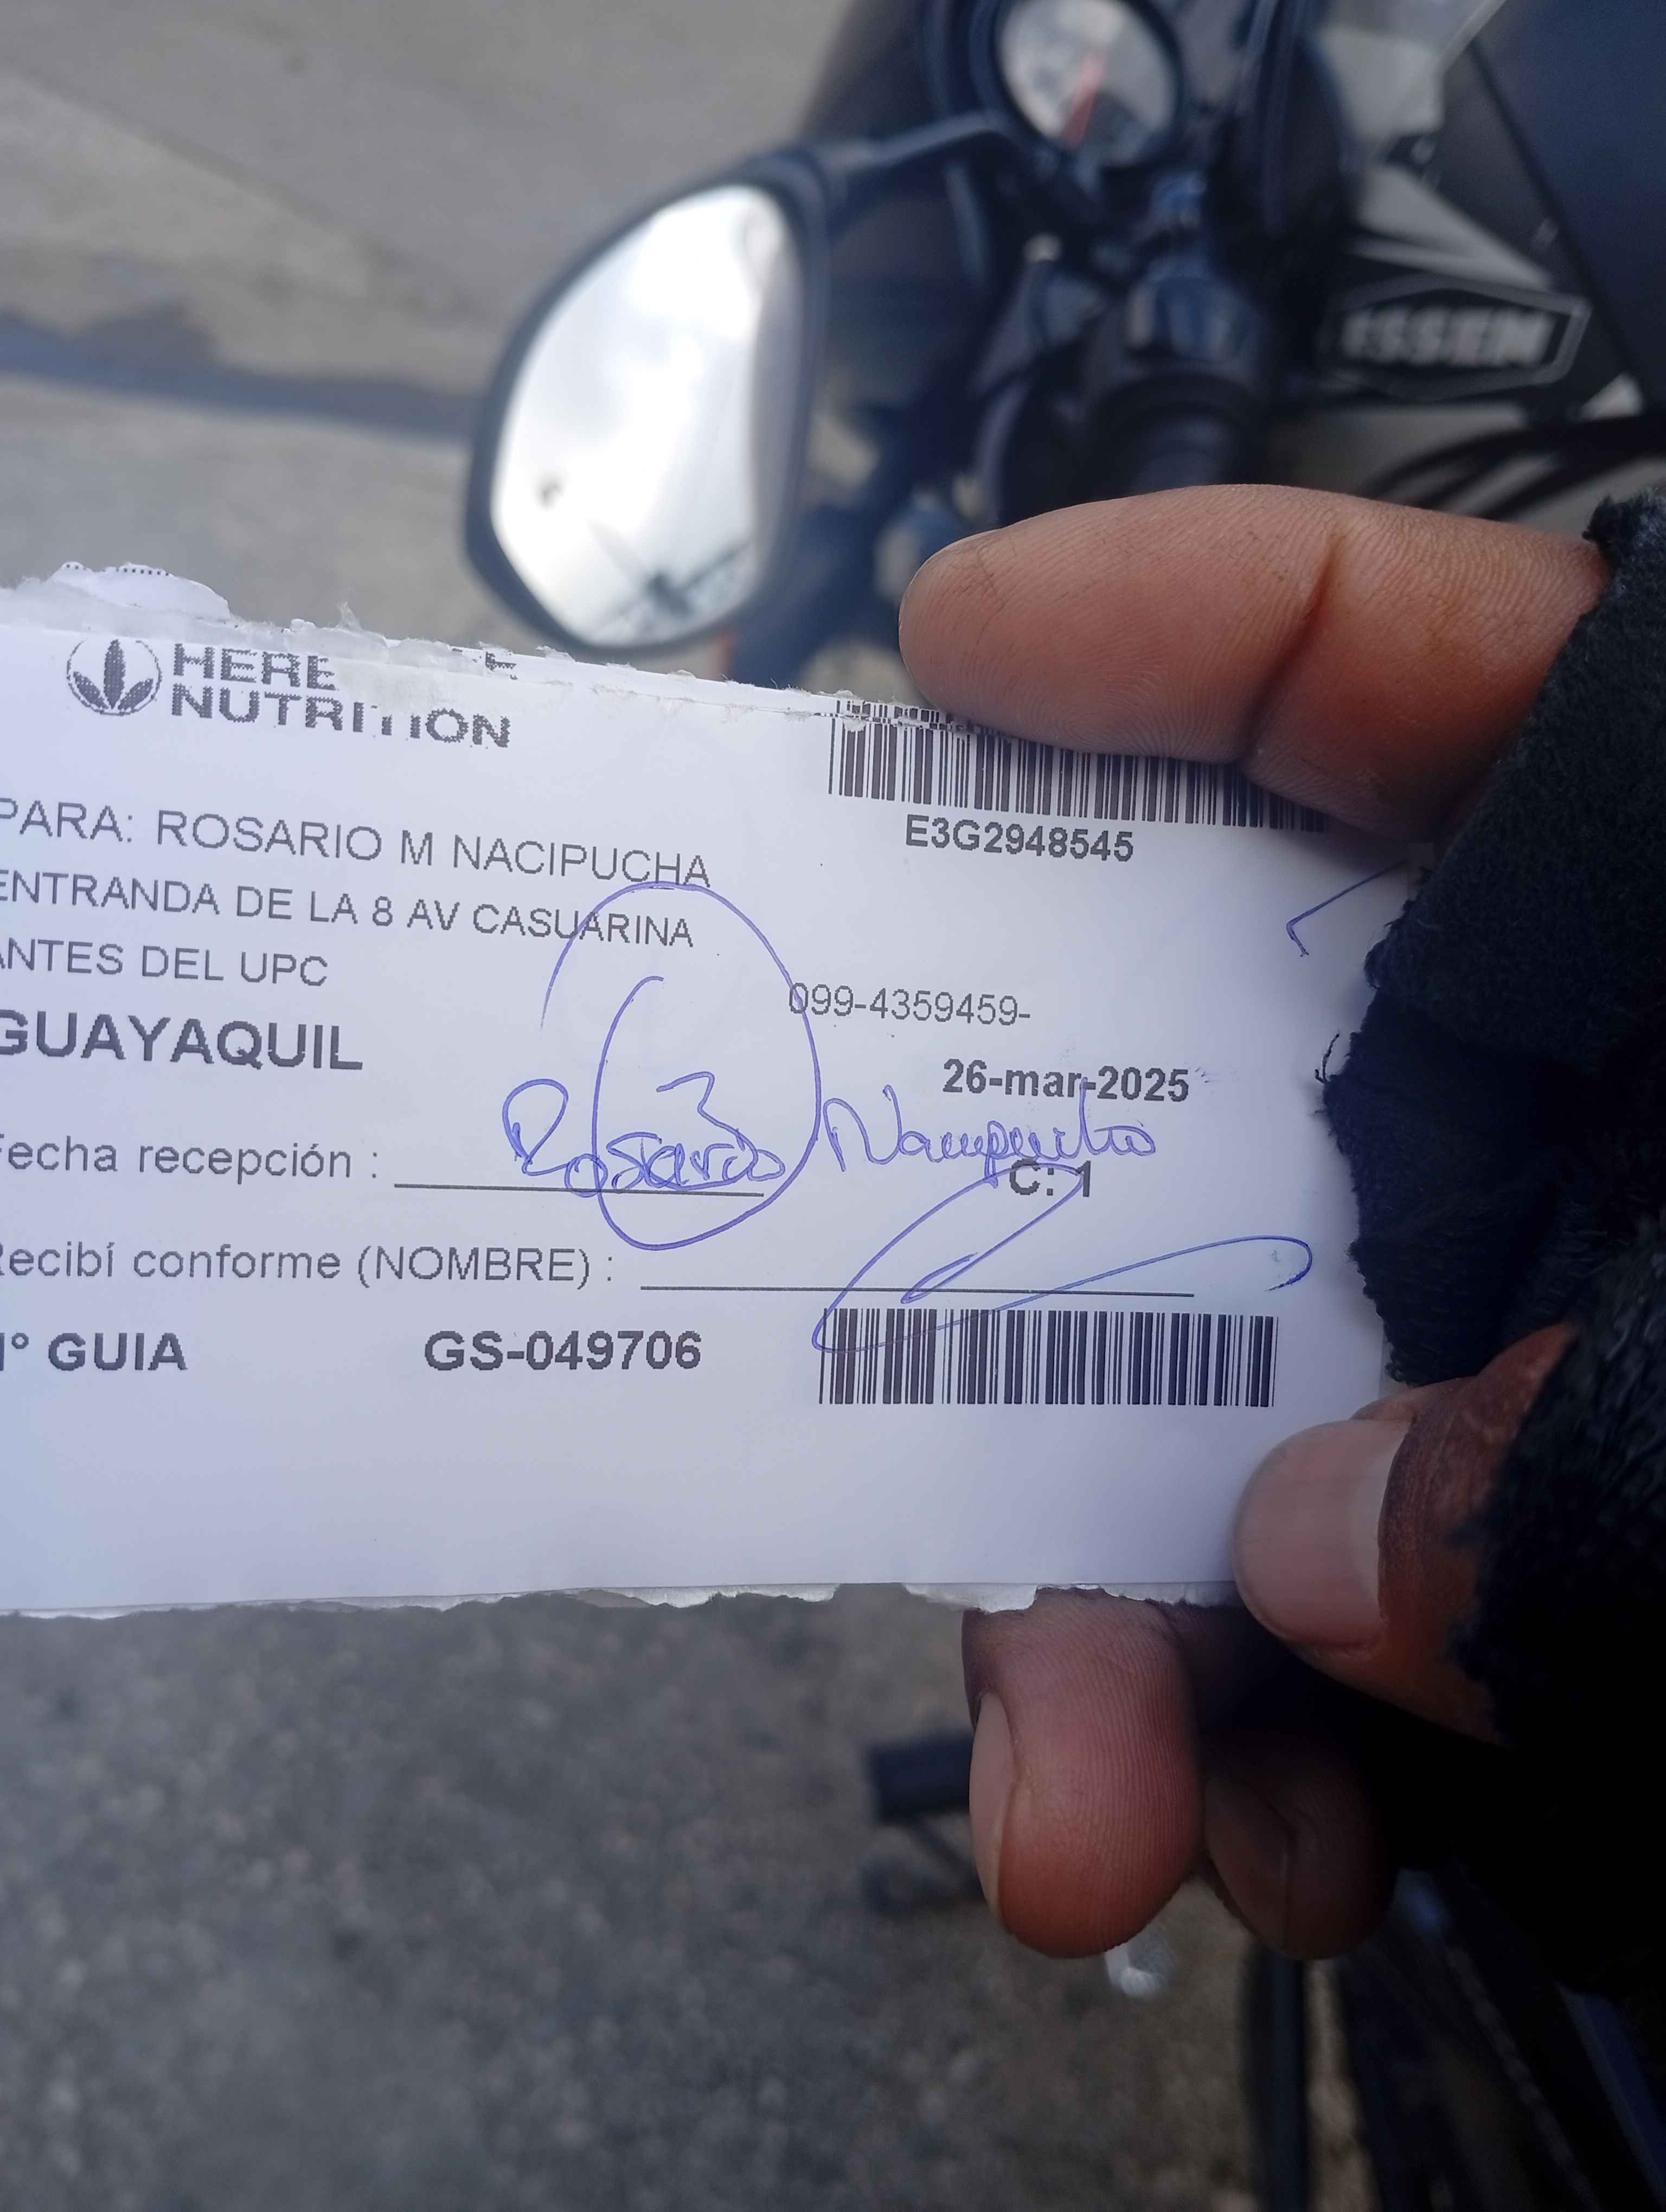 HERB
NUTRITION
E3G2948545
PARA: ROSARIO M NACIPUCHA
ENTRANDA DE LA 8 AV CASUARINA
ANTES DEL UPC
099-4359459-
GUAYAQUIL
26-mar-2025
Fecha recepción : Rosario Nacipucha
C: 1
Recibí conforme (NOMBRE) :
N° GUIA GS-049706